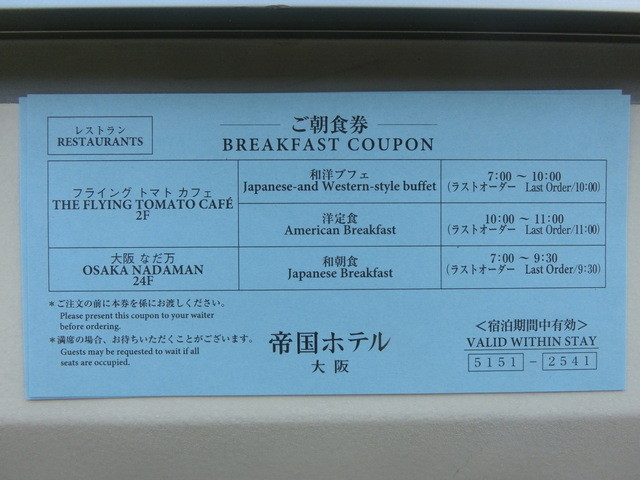 レストラン
RESTAURANTS
ご朝食券
BREAKFAST COUPON
フライング トマト カフェ
THE FLYING TOMATO CAFÉ
2F
和洋ブフェ
Japanese-and Western-style buffet
7:00 ～ 10:00
(ラストオーダー Last Order/10:00)
洋定食
American Breakfast
10:00 ～ 11:00
(ラストオーダー Last Order/11:00)
大阪 なだ万
OSAKA NADAMAN
24F
和朝食
Japanese Breakfast
7:00 ～ 9:30
(ラストオーダー Last Order/9:30)
＊ご注文の前に本券を係にお渡しください。
Please present this coupon to your waiter
before ordering.
＊満席の場合、お待ちいただくことがございます。
Guests may be requested to wait if all
seats are occupied.
帝国ホテル
大阪
＜宿泊期間中有効＞
VALID WITHIN STAY
5151 － 2541